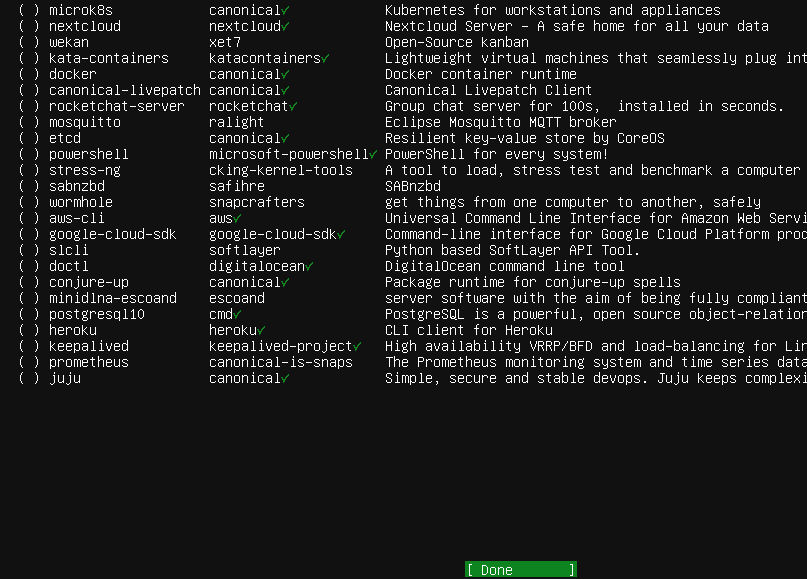 ( ) microk8s canonical✓ Kubernetes for workstations and appliances
( ) nextcloud nextcloud✓ Nextcloud Server - A safe home for all your data
( ) wekan xet7 Open-Source kanban
( ) kata-containers katacontainers✓ Lightweight virtual machines that seamlessly plug int
( ) docker canonical✓ Docker container runtime
( ) canonical-livepatch canonical✓ Canonical Livepatch Client
( ) rocketchat-server rocketchat✓ Group chat server for 100s,  installed in seconds.
( ) mosquitto ralight Eclipse Mosquitto MQTT broker
( ) etcd canonical✓ Resilient key-value store by CoreOS
( ) powershell microsoft-powershell✓ PowerShell for every system!
( ) stress-ng cking-kernel-tools A tool to load, stress test and benchmark a computer
( ) sabnzbd safihre SABnzbd
( ) wormhole snapcrafters get things from one computer to another, safely
( ) aws-cli aws✓ Universal Command Line Interface for Amazon Web Servi
( ) google-cloud-sdk google-cloud-sdk✓ Command-line interface for Google Cloud Platform prod
( ) slcli softlayer Python based SoftLayer API Tool.
( ) doctl digitalocean✓ DigitalOcean command line tool
( ) conjure-up canonical✓ Package runtime for conjure-up spells
( ) minidlna-escoand escoand server software with the aim of being fully compliant
( ) postgresql10 cmd✓ PostgreSQL is a powerful, open source object-relation
( ) heroku heroku✓ CLI client for Heroku
( ) keepalived keepalived-project✓ High availability VRRP/BFD and load-balancing for Lin
( ) prometheus canonical-is-snaps The Prometheus monitoring system and time series data
( ) juju canonical✓ Simple, secure and stable devops. Juju keeps complexi
[ Done ]